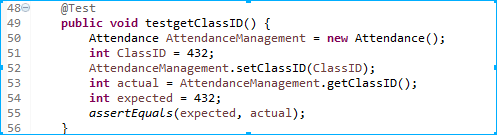 48 @Test
49 public void testgetClassID() {
50 Attendance AttendanceManagement = new Attendance();
51 int ClassID = 432;
52 AttendanceManagement.setClassID(ClassID);
53 int actual = AttendanceManagement.getClassID();
54 int expected = 432;
55 assertEquals(expected, actual);
56 }